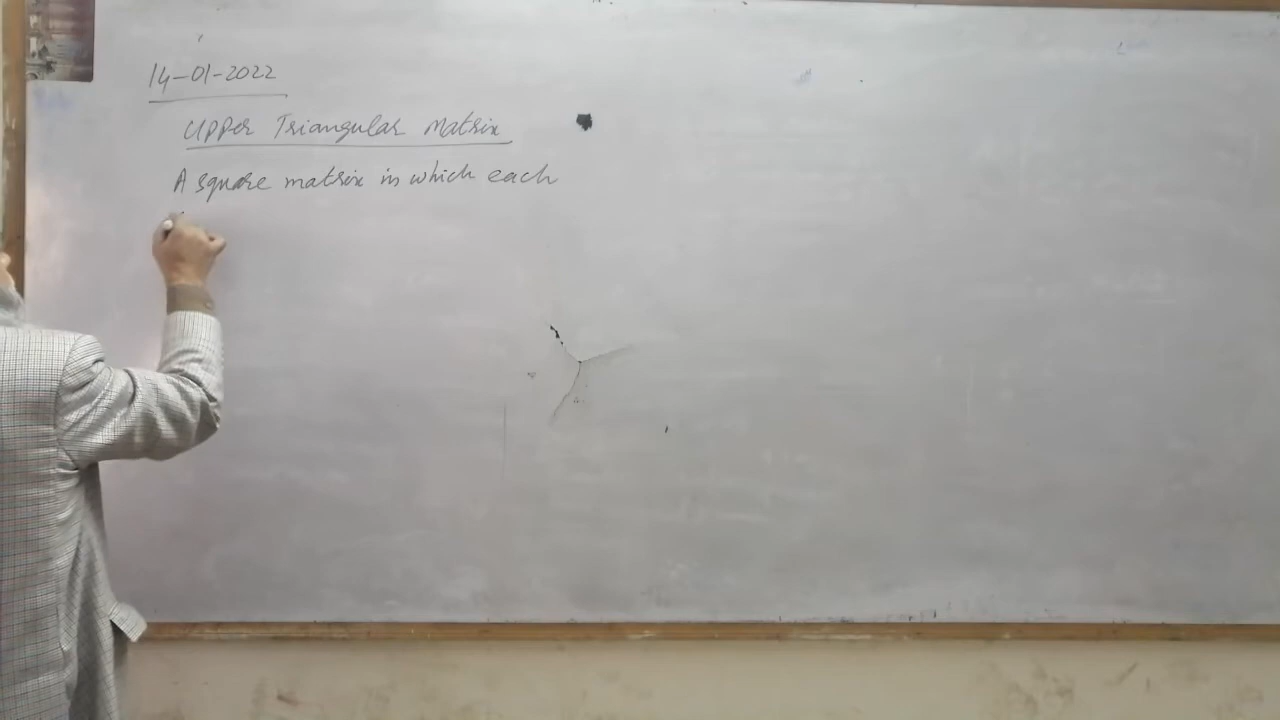 14-01-2022
Upper Triangular Matrix
A square matrix in which each